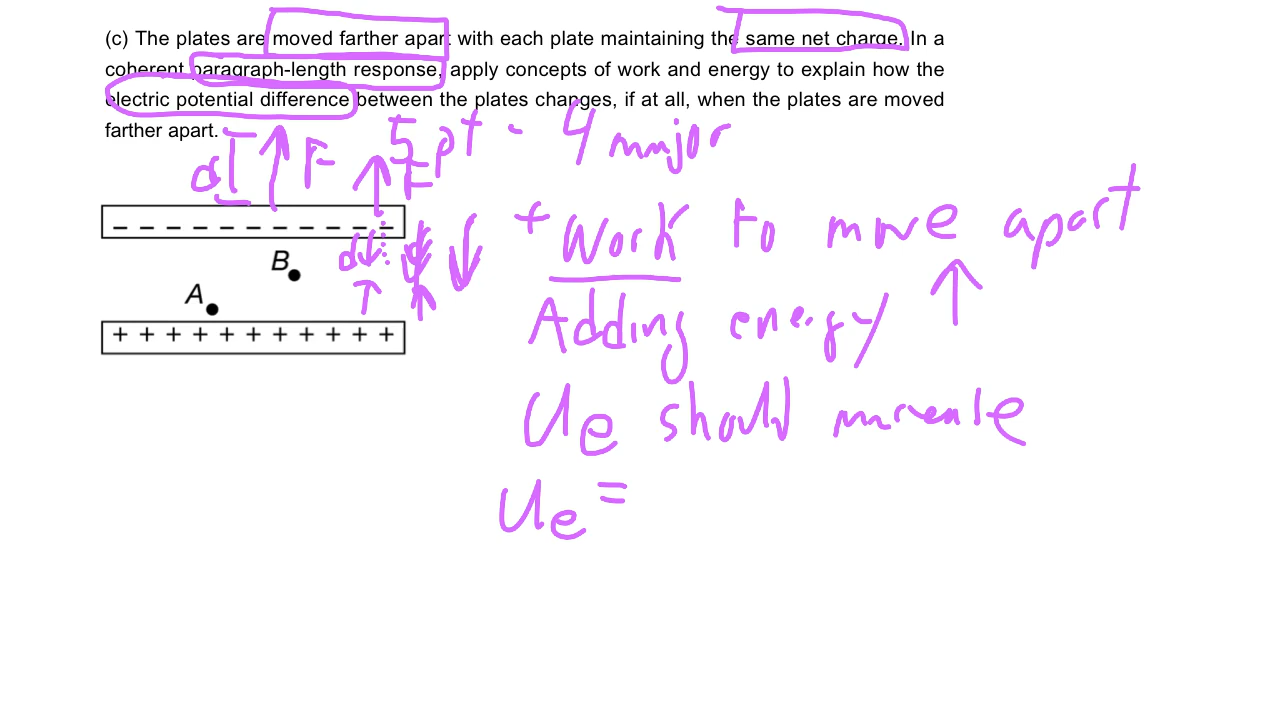 (c) The plates are moved farther apart with each plate maintaining the same net charge. In a
coherent paragraph-length response, apply concepts of work and energy to explain how the
electric potential difference between the plates changes, if at all, when the plates are moved
farther apart.
5 pt - 4 major
d F F
− − − − − − − − − − −
+ Work to move apart
d d
B
A
Adding energy
+ + + + + + + + + + +
Ue should increase
Ue =